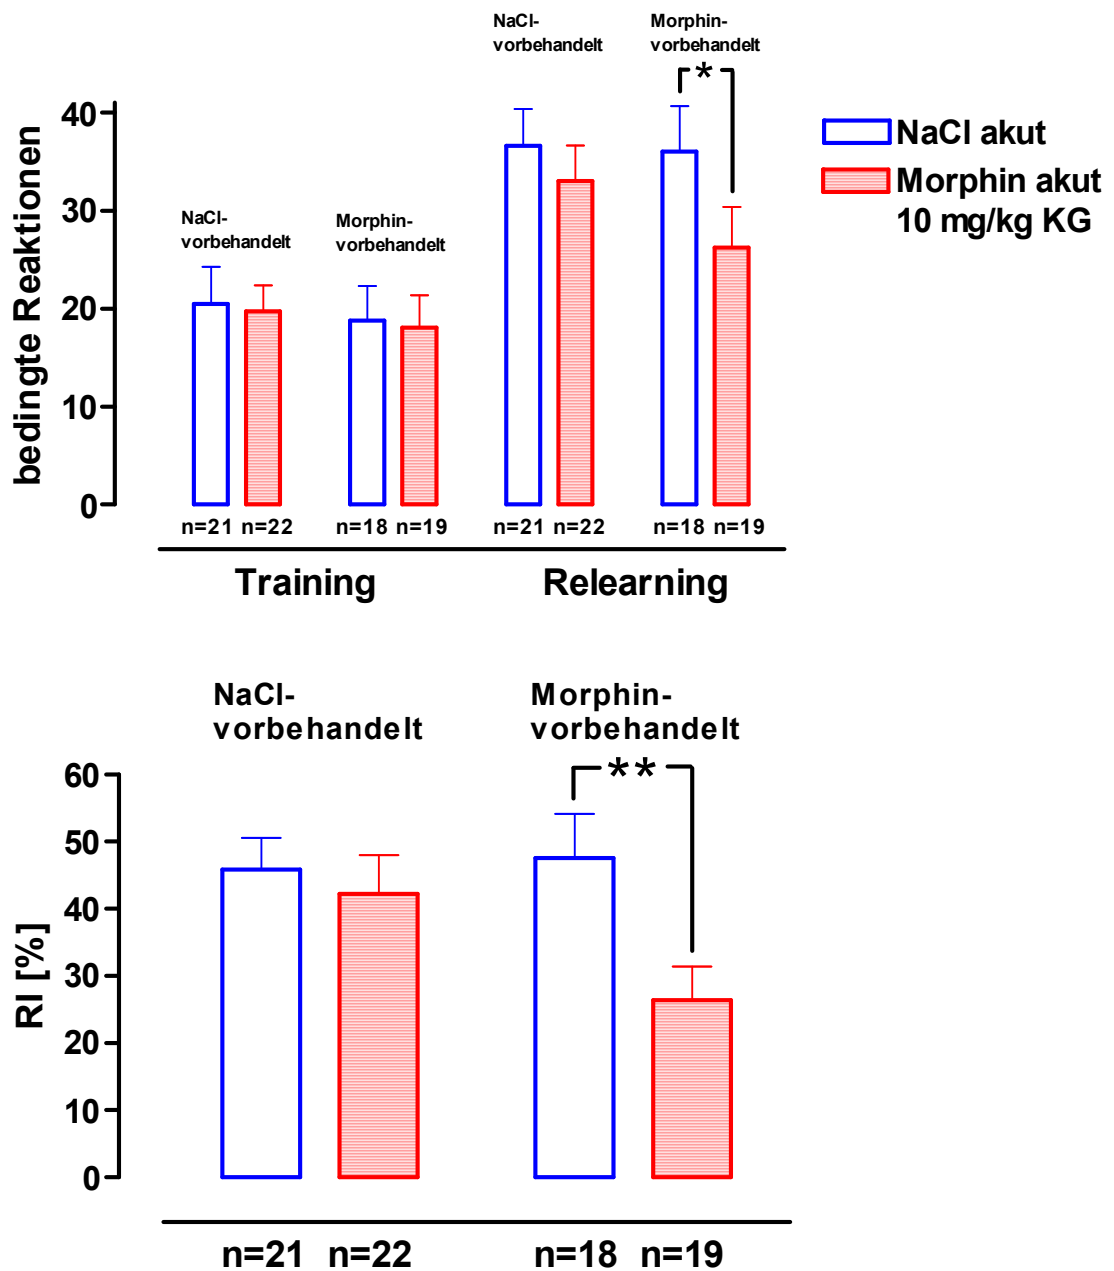 NaCl-
vorbehandelt
Morphin-
vorbehandelt
*
NaCl akut
Morphin akut
10 mg/kg KG
NaCl-
vorbehandelt
Morphin-
vorbehandelt
bedingte Reaktionen
40
30
20
10
0
n=21 n=22 n=18 n=19 n=21 n=22 n=18 n=19
Training Relearning
NaCl-
vorbehandelt
Morphin-
vorbehandelt
**
RI [%]
60
50
40
30
20
10
0
n=21 n=22 n=18 n=19